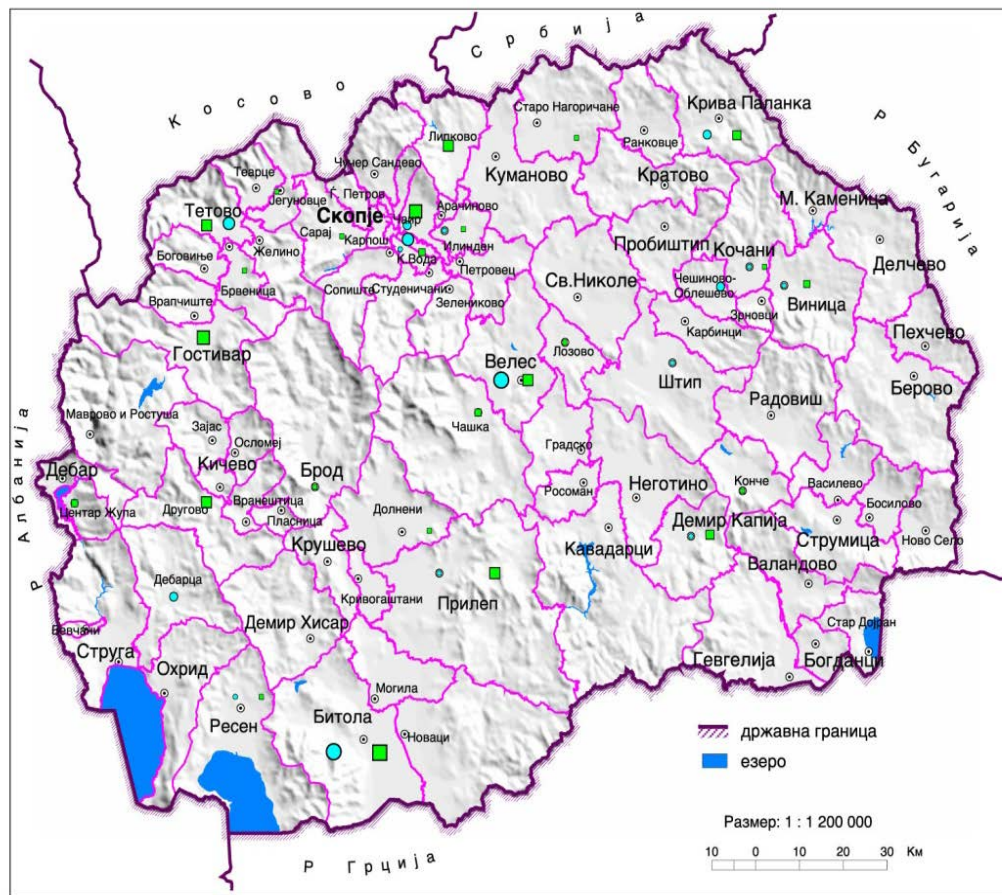 Србија
Косово
Р Бугарија
Р Албанија
Р Грција
Старо Нагоричане
Крива Паланка
Липково
Ранковце
Чучер Сандево
Куманово
Кратово
Теарце
Јегуновце
Ѓ. Петров
Тетово
Скопје
Чаир
Арачиново
М. Каменица
Сарај
Карпош
Илинден
Пробиштип
Кочани
Делчево
Боговиње
Желино
К.Вода
Петровец
Чешиново-
Облешево
Св.Николе
Виница
Брвеница
Сопиште
Студеничани
Зелениково
Врапчиште
Зрновци
Карбинци
Пехчево
Гостивар
Лозово
Велес
Штип
Берово
Маврово и Ростуша
Чашка
Радовиш
Зајас
Осломеј
Градско
Дебар
Кичево
Брод
Росоман
Неготино
Конче
Василево
Босилово
Центар Жупа
Другово
Вранештица
Пласница
Долнени
Демир Капија
Струмица
Ново Село
Крушево
Кавадарци
Валандово
Дебарца
Кривогаштани
Прилеп
Демир Хисар
Стар Дојран
Вевчани
Струга
Охрид
Гевгелија
Богданци
Могила
Ресен
Битола
Новаци
државна граница
езеро
Размер: 1 : 1 200 000
10 0 10 20 30 Км